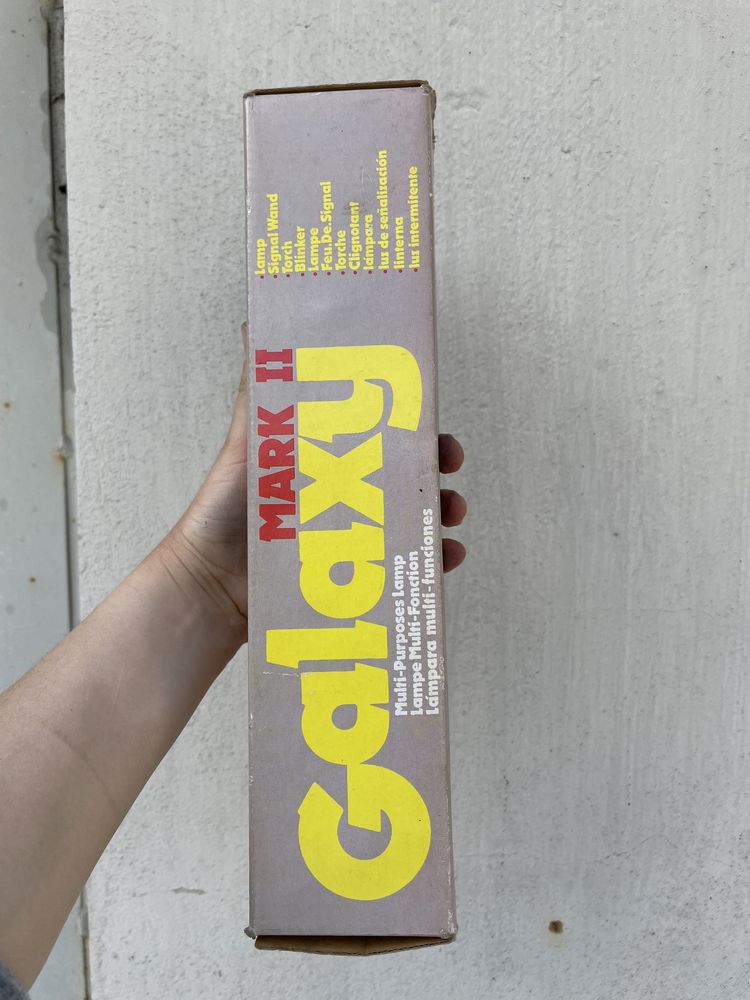 MARK II
Galaxy
Multi-Purposes Lamp
Lampe Multi-Fonction
Lámpara multi-funciones
• Lamp
• Signal Wand
• Torch
• Blinker
• Lampe
• Feu.De.Signal
• Torche
• Clignotant
• lámpara
• luz de señalización
• linterna
• luz intermitente